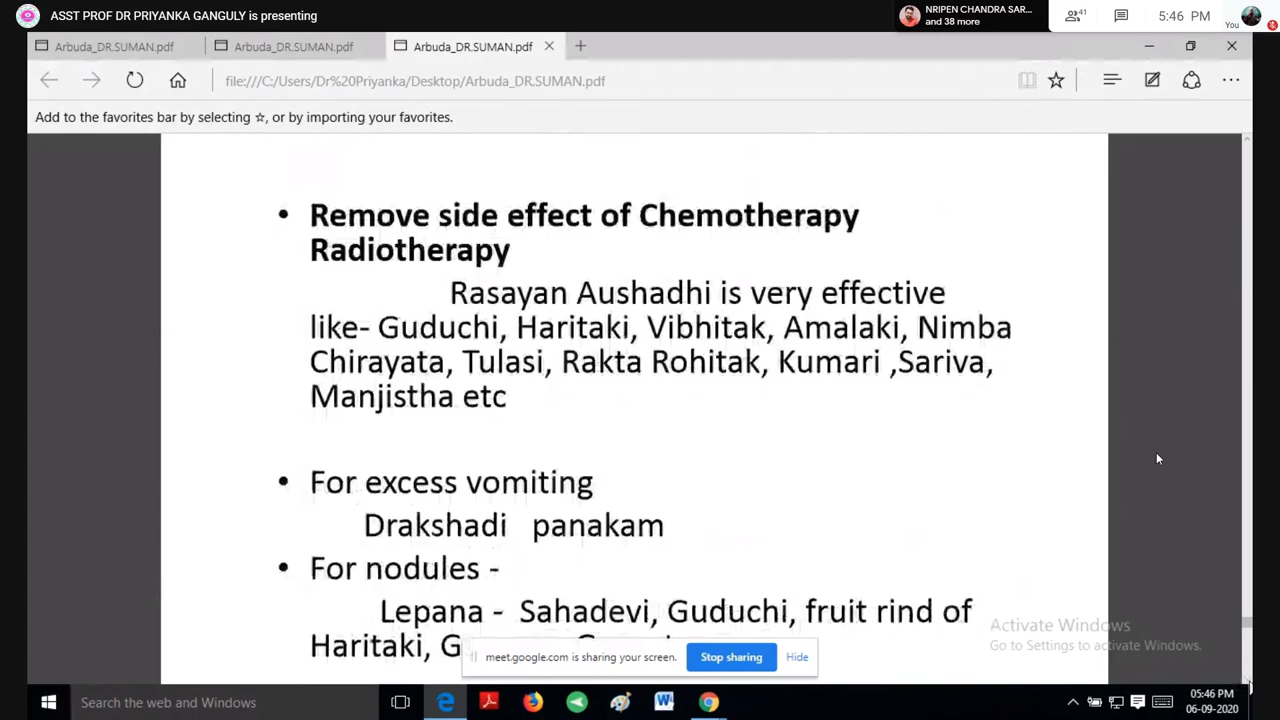 ASST PROF DR PRIYANKA GANGULY is presenting
NRIPEN CHANDRA SAR...
and 38 more
41
5:46 PM
You
Arbuda_DR.SUMAN.pdf
Arbuda_DR.SUMAN.pdf
Arbuda_DR.SUMAN.pdf
file:///C:/Users/Dr%20Priyanka/Desktop/Arbuda_DR.SUMAN.pdf
Add to the favorites bar by selecting ☆, or by importing your favorites.
• Remove side effect of Chemotherapy
Radiotherapy
Rasayan Aushadhi is very effective
like- Guduchi, Haritaki, Vibhitak, Amalaki, Nimba
Chirayata, Tulasi, Rakta Rohitak, Kumari ,Sariva,
Manjistha etc
• For excess vomiting
Drakshadi panakam
• For nodules -
Lepana - Sahadevi, Guduchi, fruit rind of
Haritaki,
meet.google.com is sharing your screen.
Stop sharing
Hide
Activate Windows
Go to Settings to activate Windows.
Search the web and Windows
05:46 PM
06-09-2020